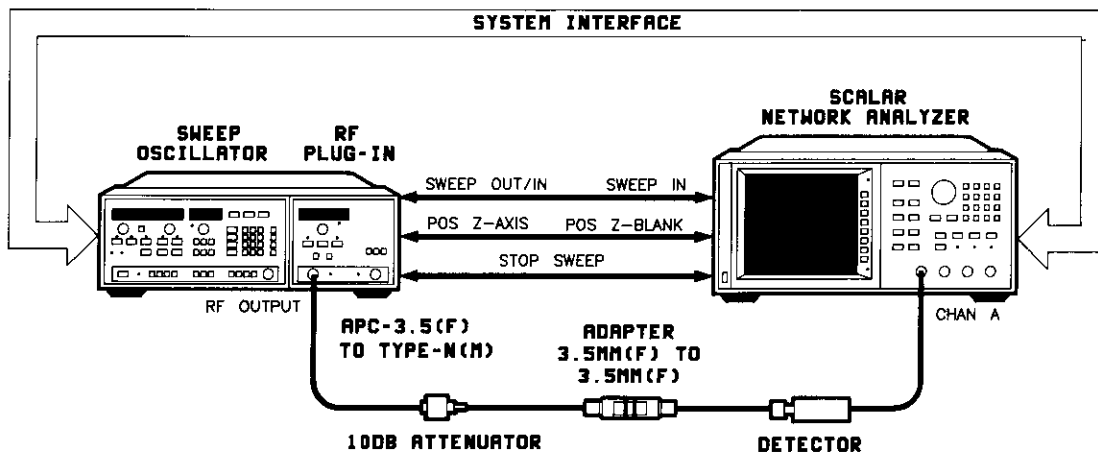 SYSTEM INTERFACE
SCALAR
NETWORK ANALYZER
SWEEP
OSCILLATOR
RF
PLUG-IN
SWEEP OUT/IN
SWEEP IN
POS Z-AXIS
POS Z-BLANK
STOP SWEEP
RF OUTPUT
CHAN A
APC-3.5(F)
TO TYPE-N(M)
ADAPTER
3.5MM(F) TO
3.5MM(F)
10DB ATTENUATOR
DETECTOR